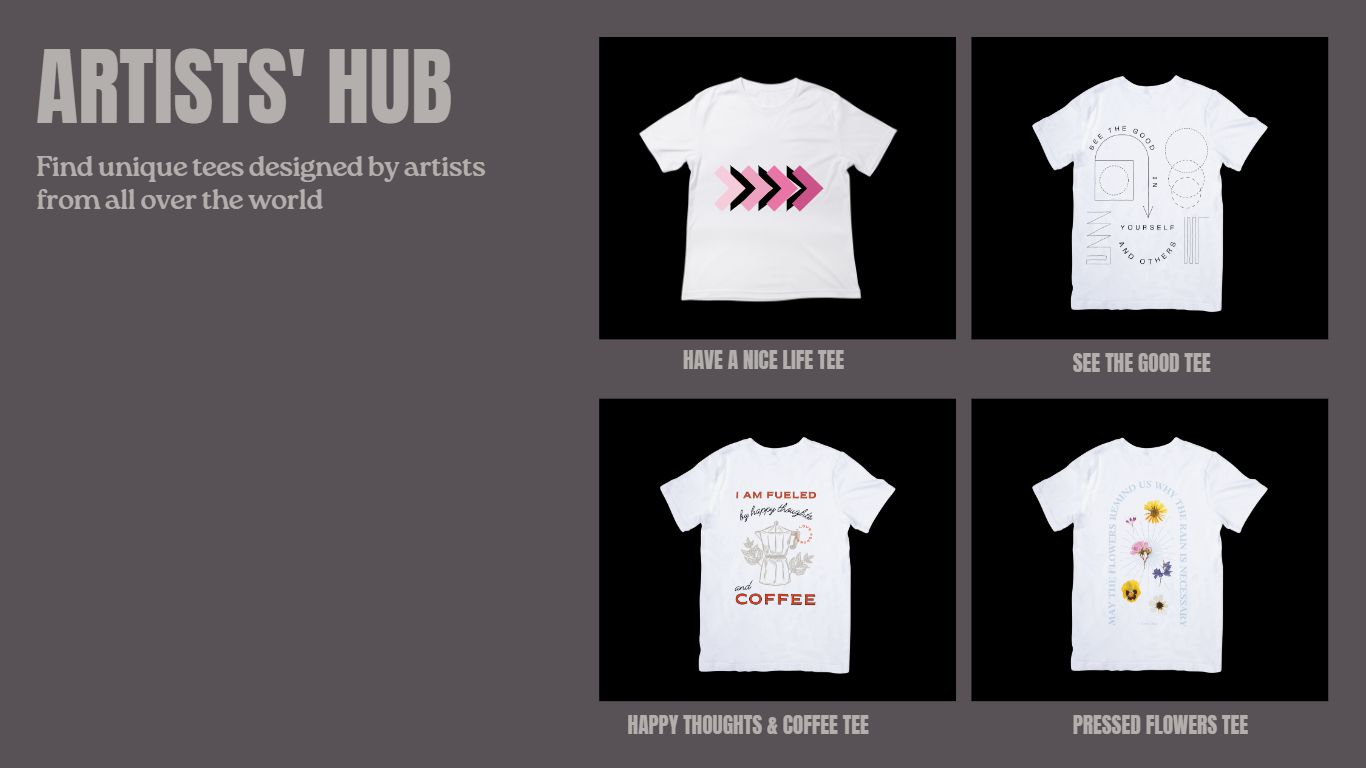 ARTISTS' HUB
Find unique tees designed by artists
from all over the world
HAVE A NICE LIFE TEE
SEE THE GOOD
IN
YOURSELF
AND OTHERS
SEE THE GOOD TEE
I AM FUELED
by happy thoughts
and
COFFEE
HAPPY THOUGHTS & COFFEE TEE
MAY THE FLOWERS REMIND US WHY THE RAIN IS NECESSARY
PRESSED FLOWERS TEE